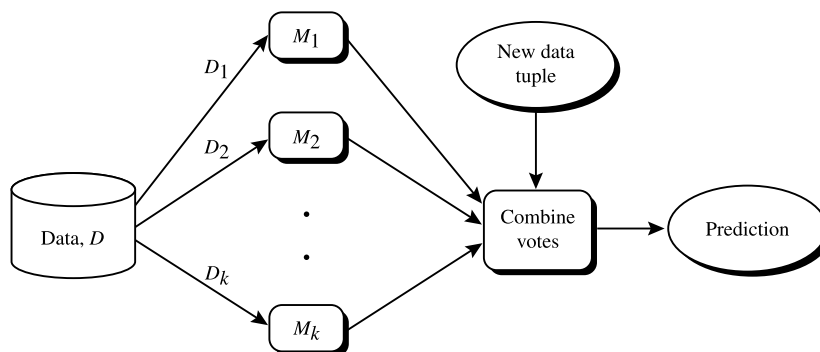 M1
D1
New data
tuple
D2
M2
Data, D
Combine
votes
Prediction
Dk
Mk